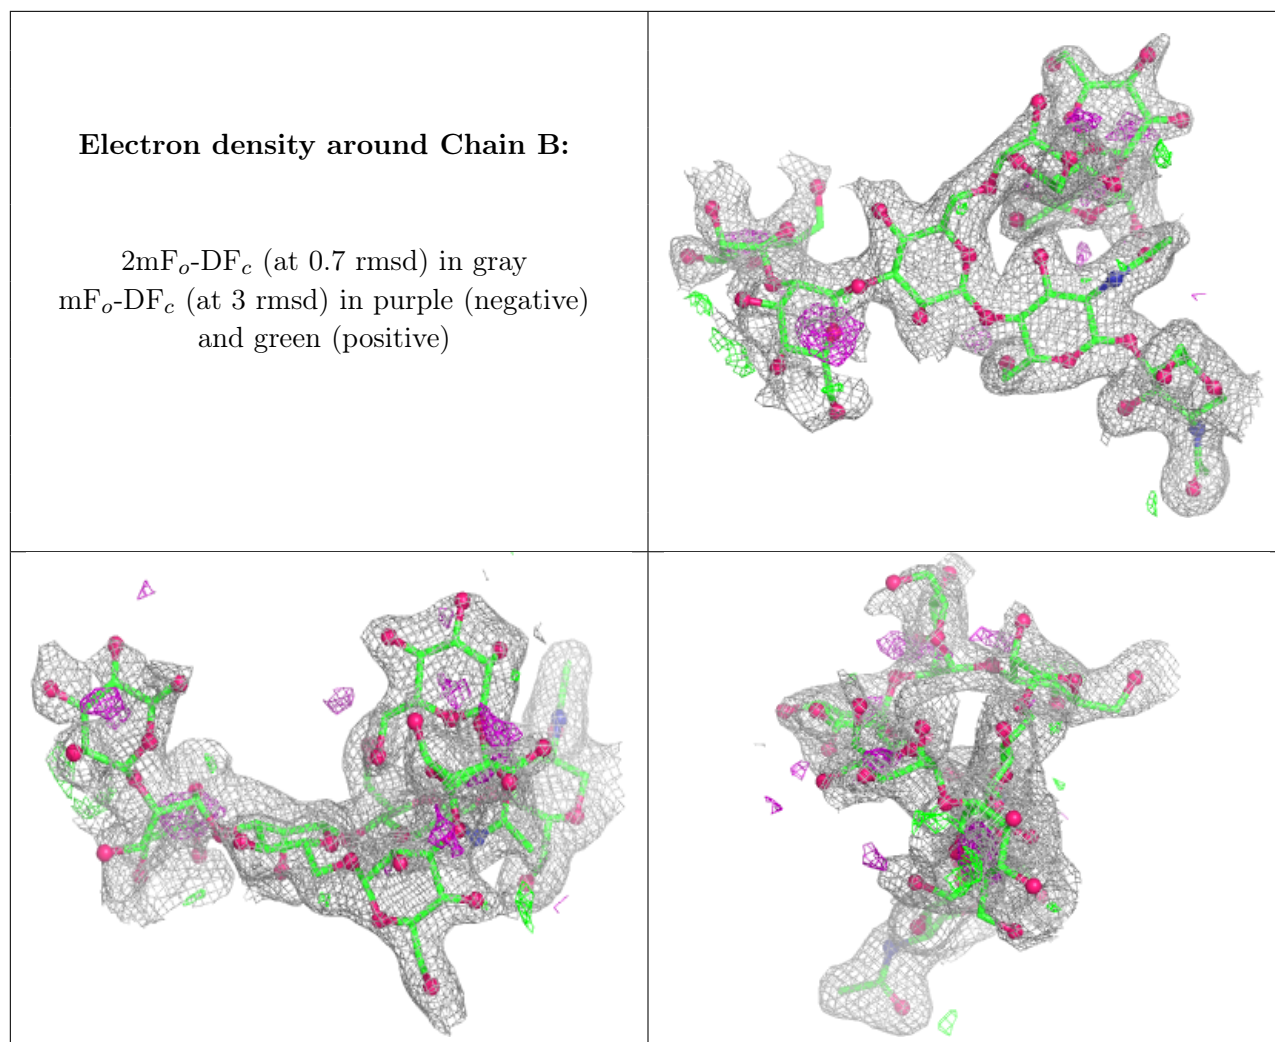 Electron density around Chain B:
2mFₒ-DF𝒸 (at 0.7 rmsd) in gray
mFₒ-DF𝒸 (at 3 rmsd) in purple (negative)
and green (positive)